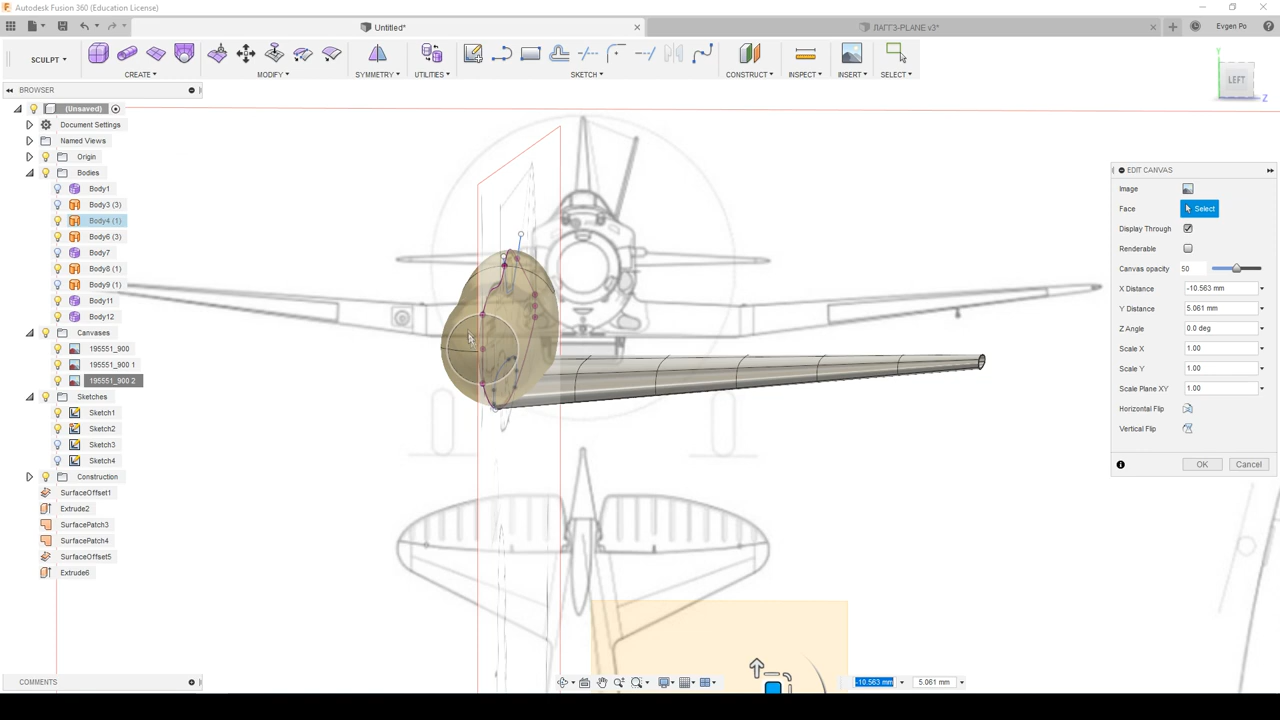 Autodesk Fusion 360 (Education License)
Untitled*
ЛАГГ3-PLANE v3*
Evgen Po
SCULPT
CREATE
MODIFY
SYMMETRY
UTILITIES
SKETCH
CONSTRUCT
INSPECT
INSERT
SELECT
BROWSER
(Unsaved)
Document Settings
Named Views
Origin
Bodies
Body1
Body3 (3)
Body4 (1)
Body6 (3)
Body7
Body8 (1)
Body9 (1)
Body11
Body12
Canvases
195551_900
195551_900 1
195551_900 2
Sketches
Sketch1
Sketch2
Sketch3
Sketch4
Construction
SurfaceOffset1
Extrude2
SurfacePatch3
SurfacePatch4
SurfaceOffset5
Extrude6
COMMENTS
Y
LEFT
Z
EDIT CANVAS
Image
Face Select
Display Through
Renderable
Canvas opacity 50
X Distance -10.563 mm
Y Distance 5.061 mm
Z Angle 0.0 deg
Scale X 1.00
Scale Y 1.00
Scale Plane XY 1.00
Horizontal Flip
Vertical Flip
OK Cancel
-10.563 mm 5.061 mm